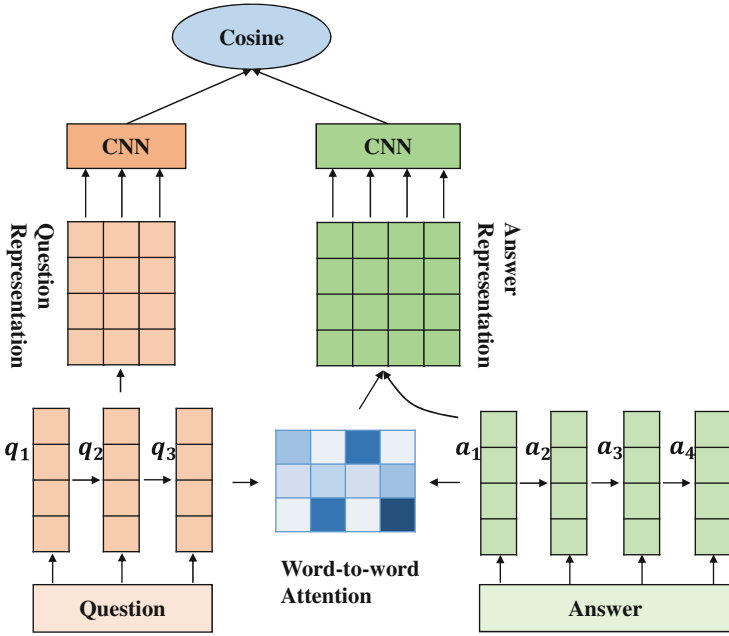 Cosine
CNN
CNN
Question
Representation
Answer
Representation
q1
q2
q3
a1
a2
a3
a4
Word-to-word
Attention
Question
Answer